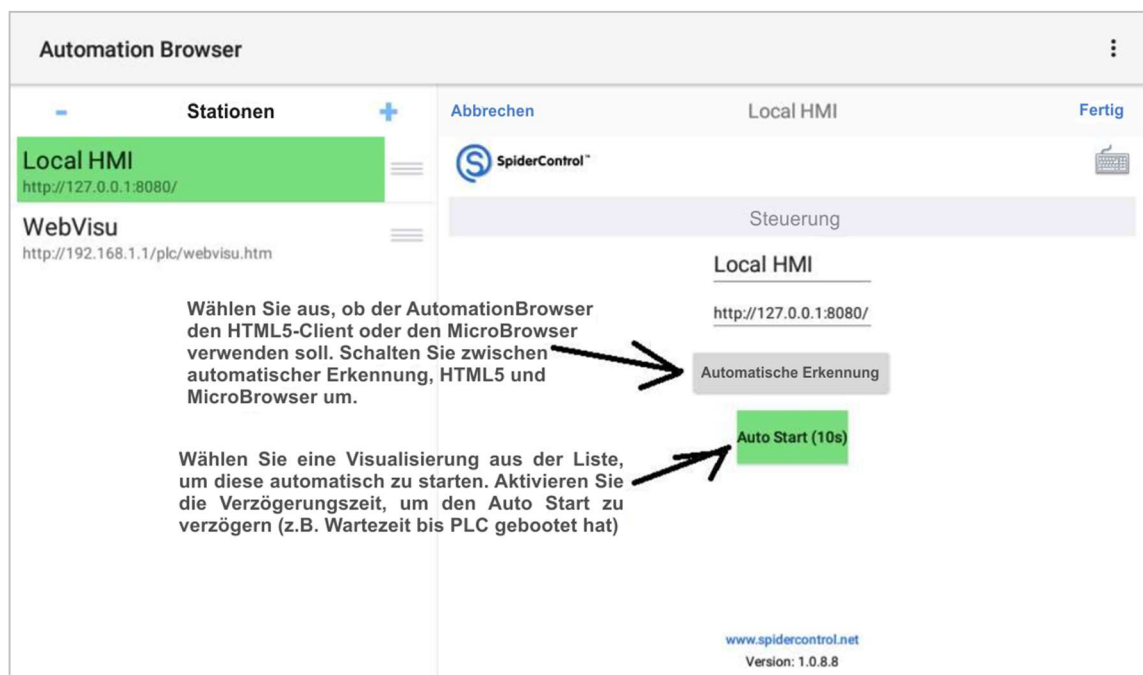 Automation Browser
- Stationen +
Local HMI
http://127.0.0.1:8080/
WebVisu
http://192.168.1.1/plc/webvisu.htm
Abbrechen Local HMI Fertig
SpiderControl™
Steuerung
Local HMI
http://127.0.0.1:8080/
Wählen Sie aus, ob der AutomationBrowser
den HTML5-Client oder den MicroBrowser
verwenden soll. Schalten Sie zwischen
automatischer Erkennung, HTML5 und
MicroBrowser um.
Automatische Erkennung
Auto Start (10s)
Wählen Sie eine Visualisierung aus der Liste,
um diese automatisch zu starten. Aktivieren Sie
die Verzögerungszeit, um den Auto Start zu
verzögern (z.B. Wartezeit bis PLC gebootet hat)
www.spidercontrol.net
Version: 1.0.8.8